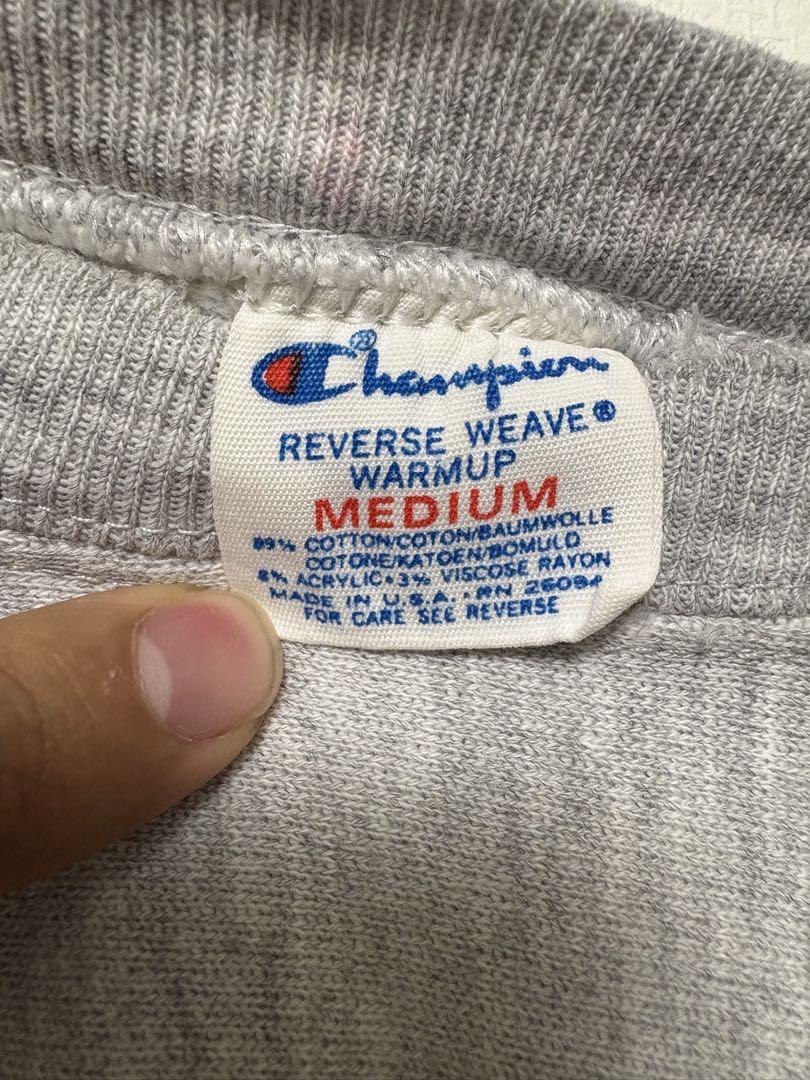 Champion®
REVERSE WEAVE®
WARMUP
MEDIUM
89% COTTON/COTON/BAUMWOLLE
COTONE/KATOEN/BOMULD
8% ACRYLIC•3% VISCOSE RAYON
MADE IN U.S.A.•RN 26094
FOR CARE SEE REVERSE